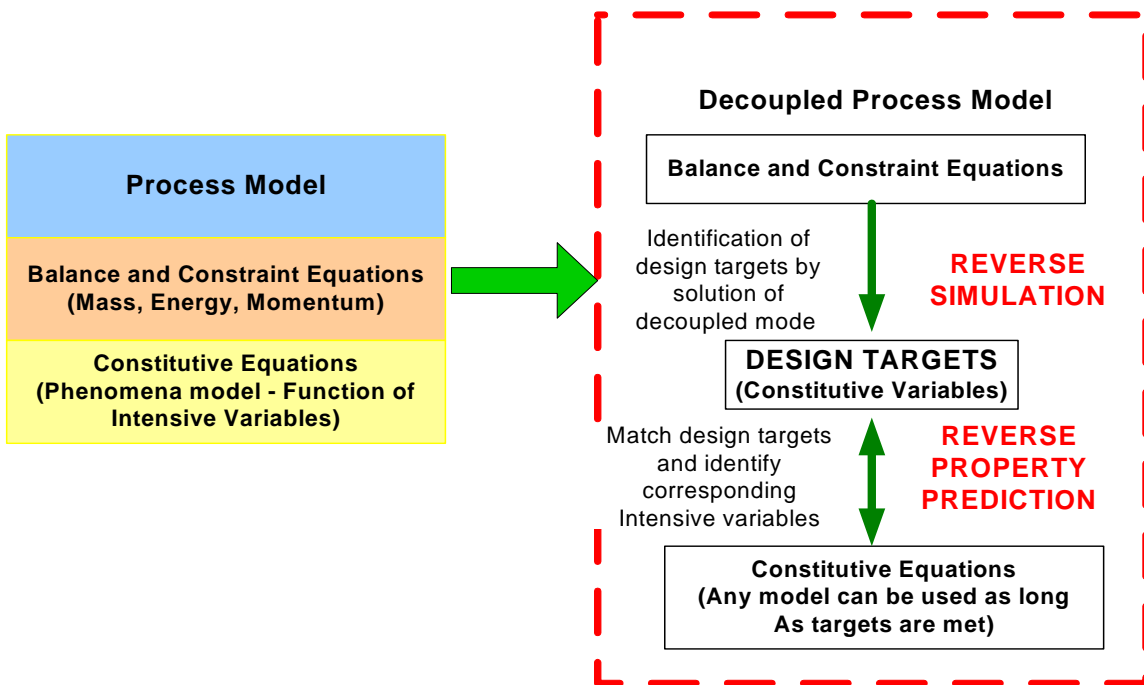 Process Model
Balance and Constraint Equations
(Mass, Energy, Momentum)
Constitutive Equations
(Phenomena model - Function of
Intensive Variables)
Decoupled Process Model
Balance and Constraint Equations
Identification of
design targets by
solution of
decoupled mode
REVERSE
SIMULATION
DESIGN TARGETS
(Constitutive Variables)
Match design targets
and identify
corresponding
Intensive variables
REVERSE
PROPERTY
PREDICTION
Constitutive Equations
(Any model can be used as long
As targets are met)